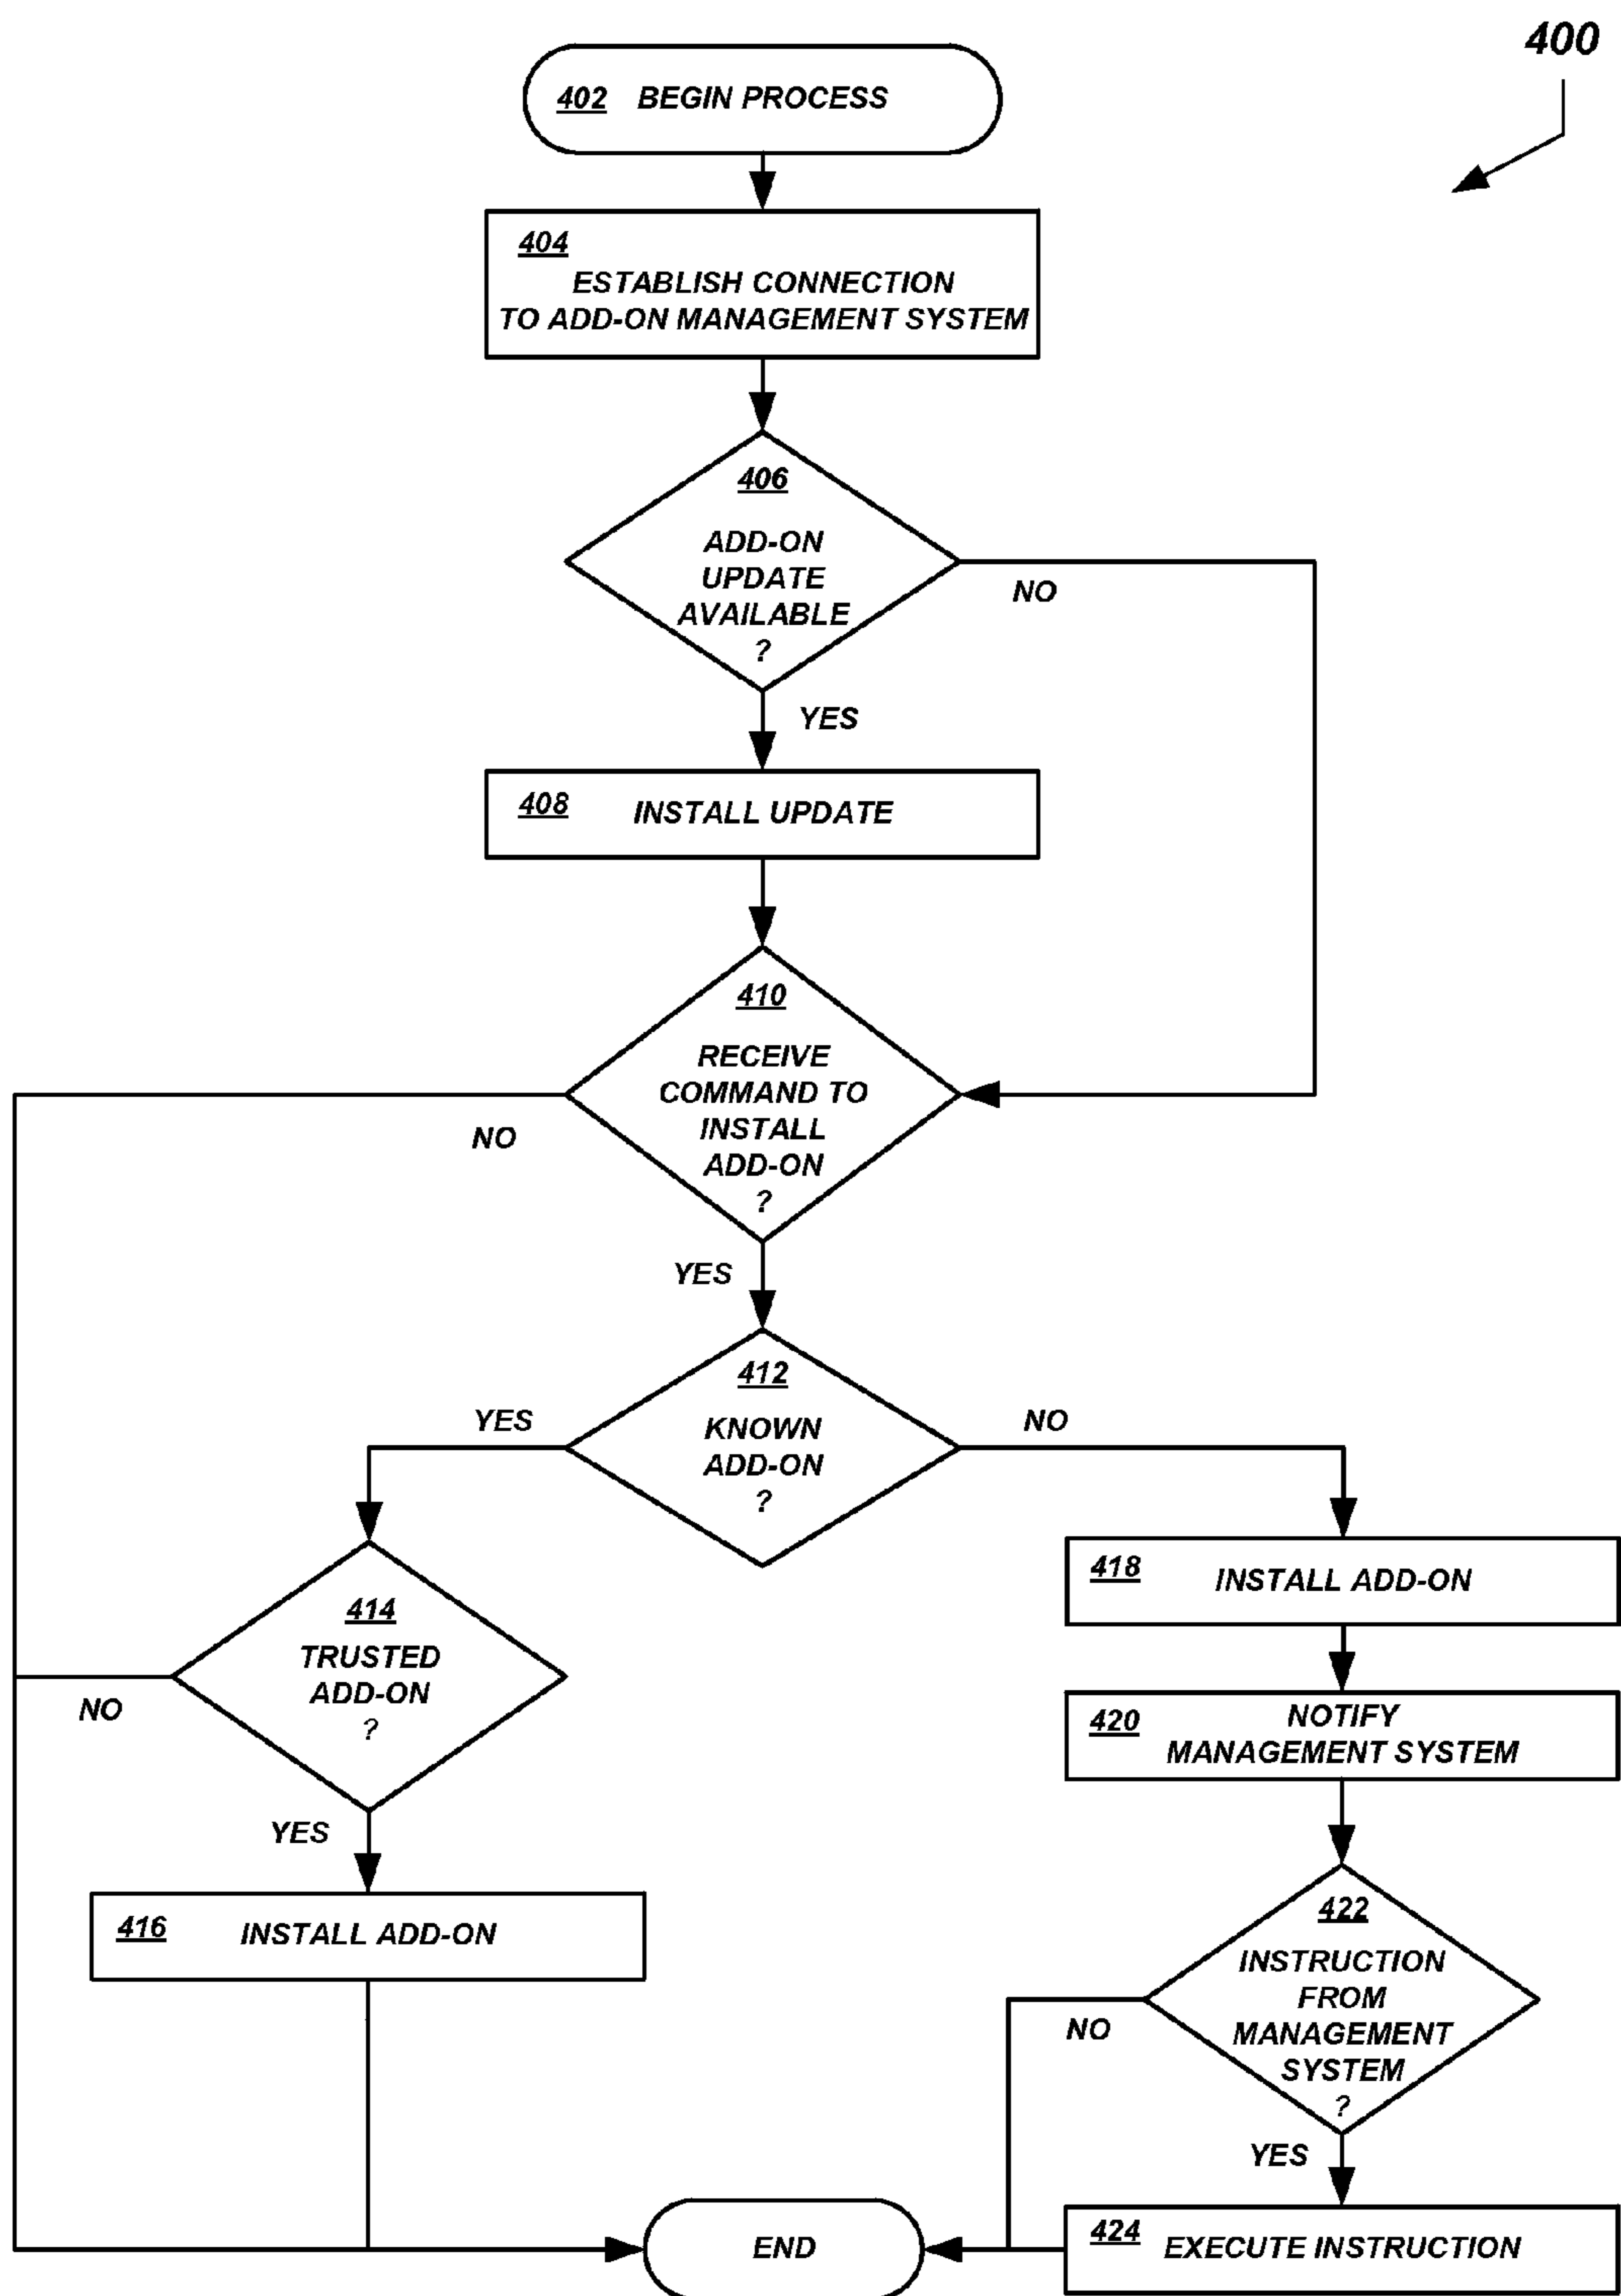 400
402 BEGIN PROCESS
404
ESTABLISH CONNECTION
TO ADD-ON MANAGEMENT SYSTEM
406
ADD-ON
UPDATE
AVAILABLE
?
NO
YES
408 INSTALL UPDATE
410
RECEIVE
COMMAND TO
INSTALL
ADD-ON
?
NO
YES
412
KNOWN
ADD-ON
?
YES
NO
414
TRUSTED
ADD-ON
?
NO
YES
416 INSTALL ADD-ON
418 INSTALL ADD-ON
420 NOTIFY
MANAGEMENT SYSTEM
422
INSTRUCTION
FROM
MANAGEMENT
SYSTEM
?
NO
YES
424 EXECUTE INSTRUCTION
END